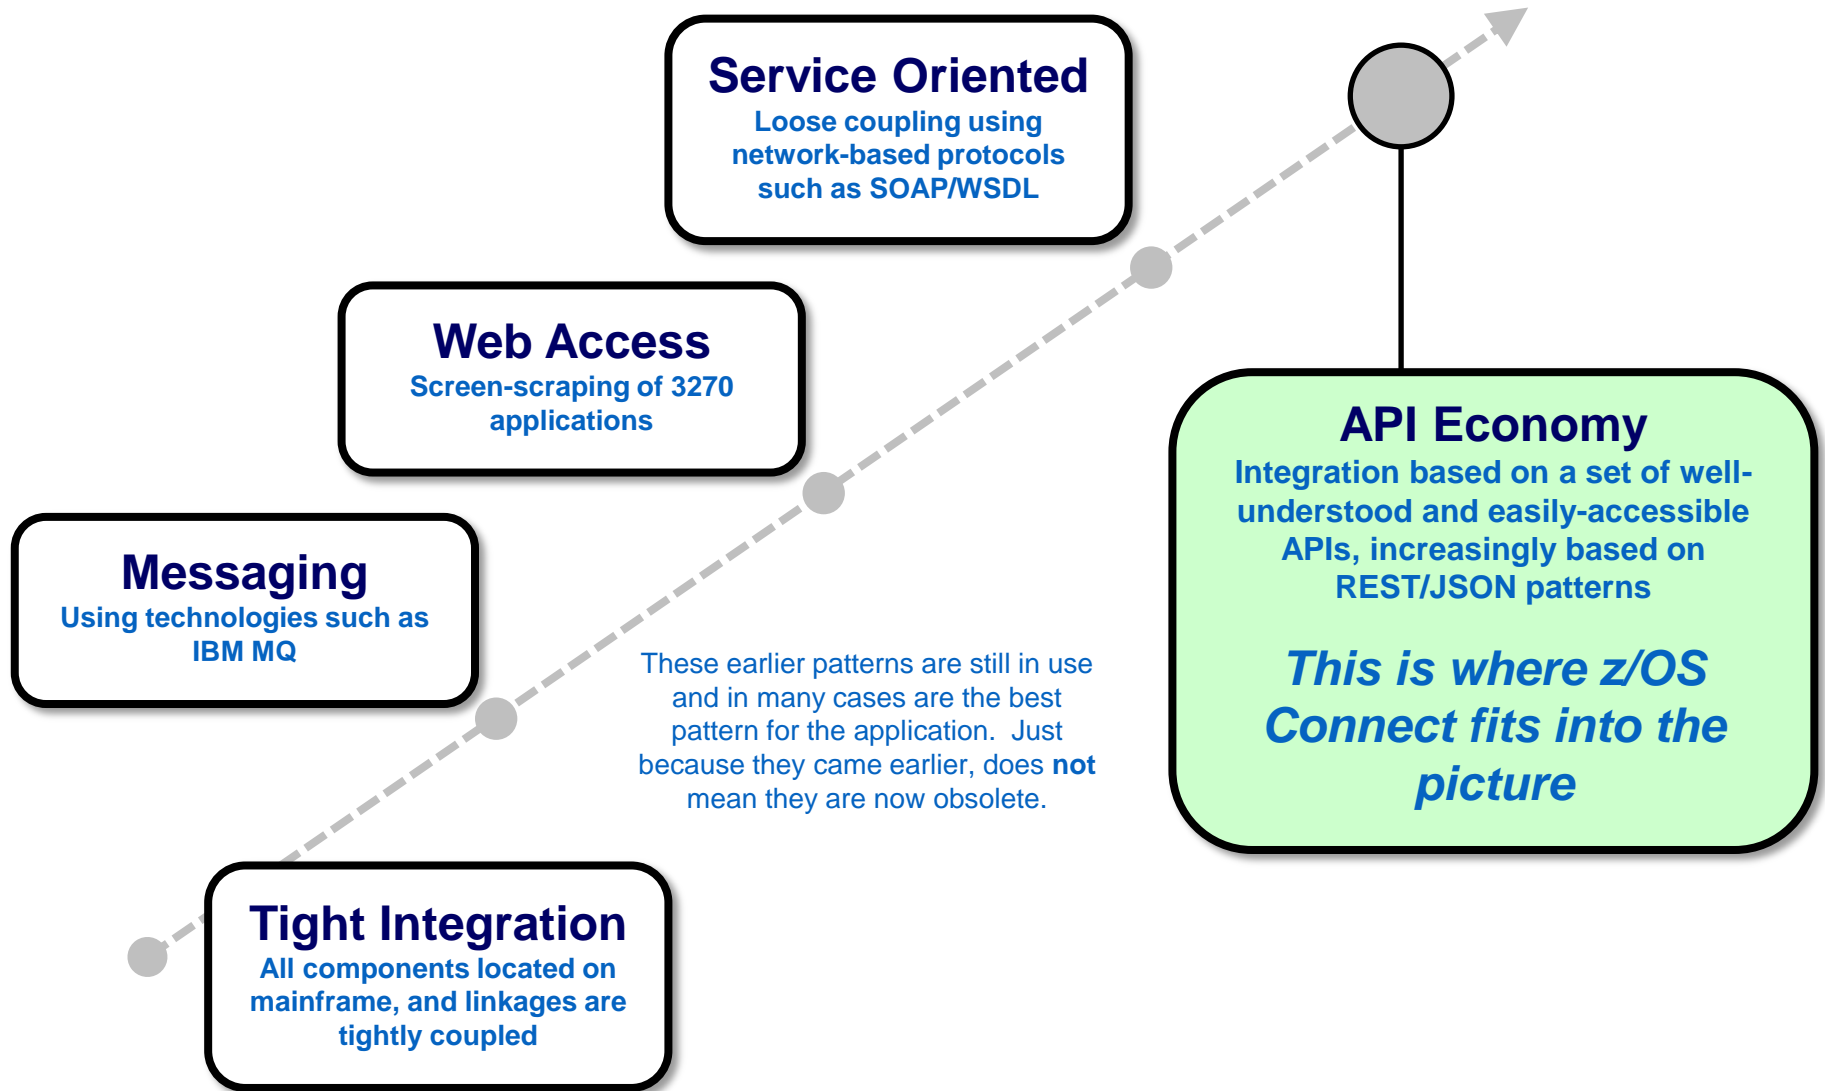 Service Oriented
Loose coupling using
network-based protocols
such as SOAP/WSDL
Web Access
Screen-scraping of 3270
applications
Messaging
Using technologies such as
IBM MQ
Tight Integration
All components located on
mainframe, and linkages are
tightly coupled
These earlier patterns are still in use
and in many cases are the best
pattern for the application.  Just
because they came earlier, does not
mean they are now obsolete.
API Economy
Integration based on a set of well-
understood and easily-accessible
APIs, increasingly based on
REST/JSON patterns
This is where z/OS
Connect fits into the
picture